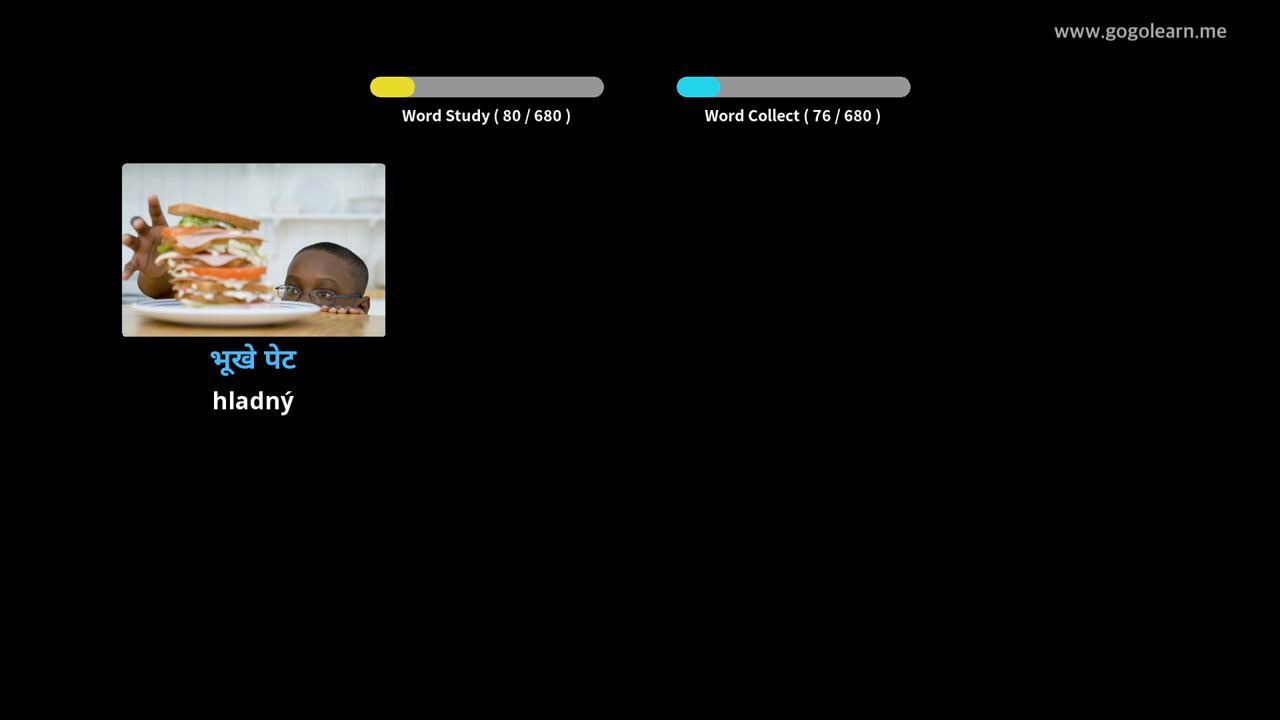 www.gogolearn.me
Word Study ( 80 / 680 )
Word Collect ( 76 / 680 )
भूखे पेट
hladný